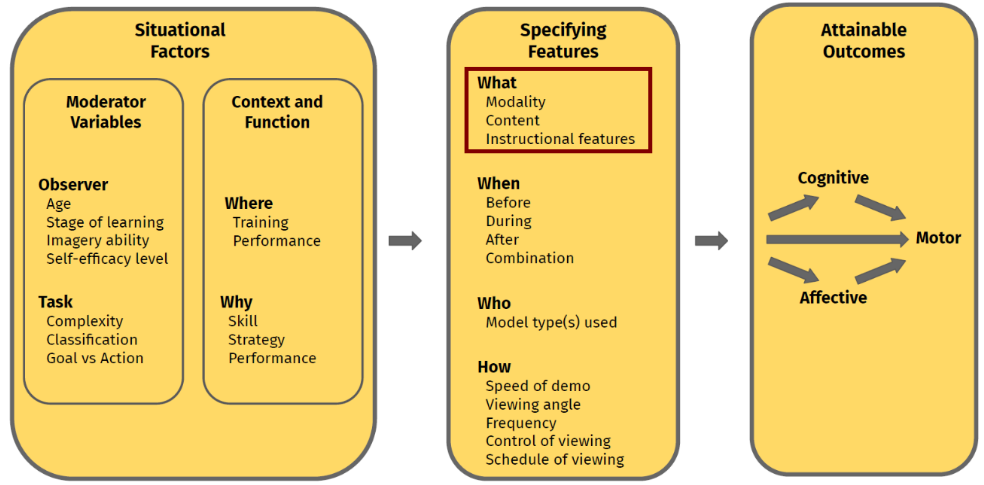 Situational
Factors
Moderator
Variables
Observer
Age
Stage of learning
Imagery ability
Self-efficacy level
Task
Complexity
Classification
Goal vs Action
Context and
Function
Where
Training
Performance
Why
Skill
Strategy
Performance
Specifying
Features
What
Modality
Content
Instructional features
When
Before
During
After
Combination
Who
Model type(s) used
How
Speed of demo
Viewing angle
Frequency
Control of viewing
Schedule of viewing
Attainable
Outcomes
Cognitive
Motor
Affective